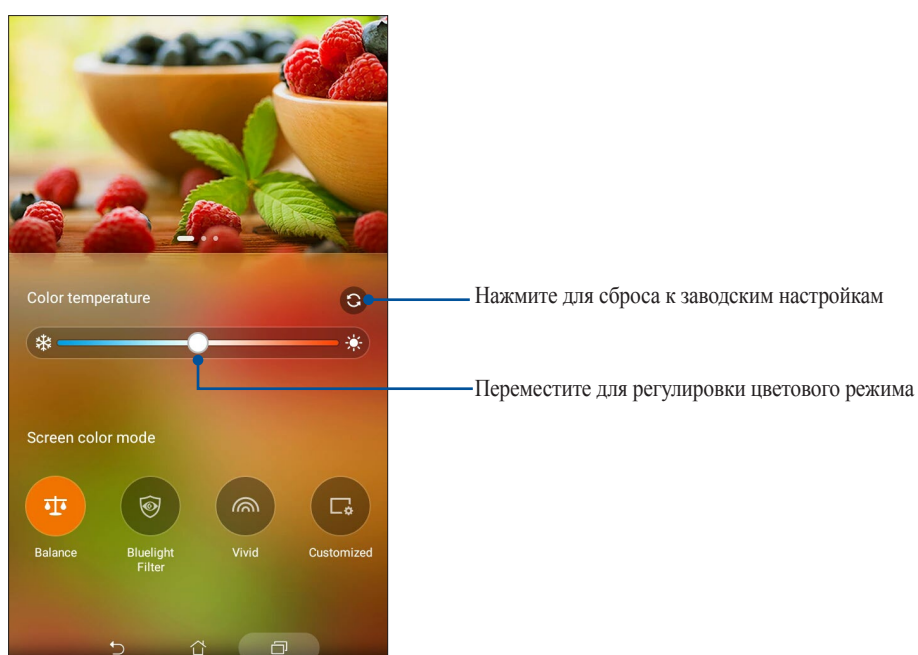 Color temperature
Нажмите для сброса к заводским настройкам
Переместите для регулировки цветового режима
Screen color mode
Balance
Bluelight
Filter
Vivid
Customized